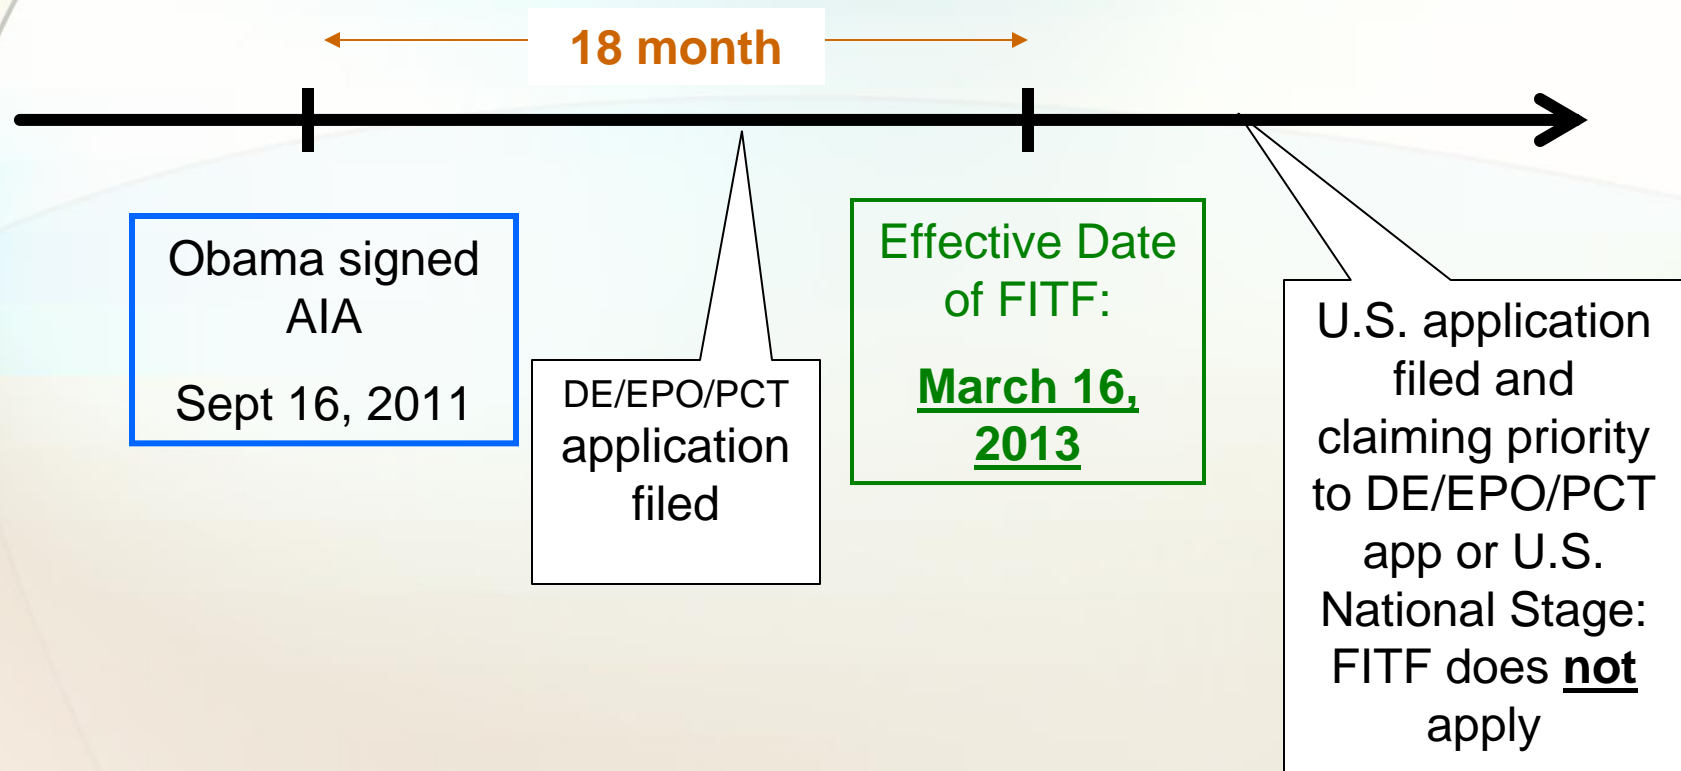 18 month
Obama signed
AIA
Sept 16, 2011
DE/EPO/PCT
application
filed
Effective Date
of FITF:
March 16,
2013
U.S. application
filed and
claiming priority
to DE/EPO/PCT
app or U.S.
National Stage:
FITF does not
apply